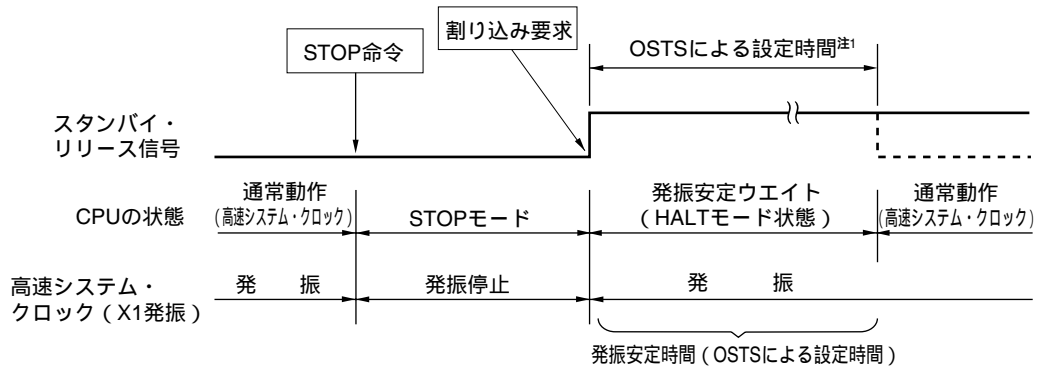 STOP命令
割り込み要求
OSTSによる設定時間注1
スタンバイ・
リリース信号
CPUの状態
通常動作
(高速システム・クロック)
STOPモード
発振安定ウエイト
(HALTモード状態)
通常動作
(高速システム・クロック)
高速システム・
クロック(X1発振)
発 振
発振停止
発 振
発振安定時間(OSTSによる設定時間)